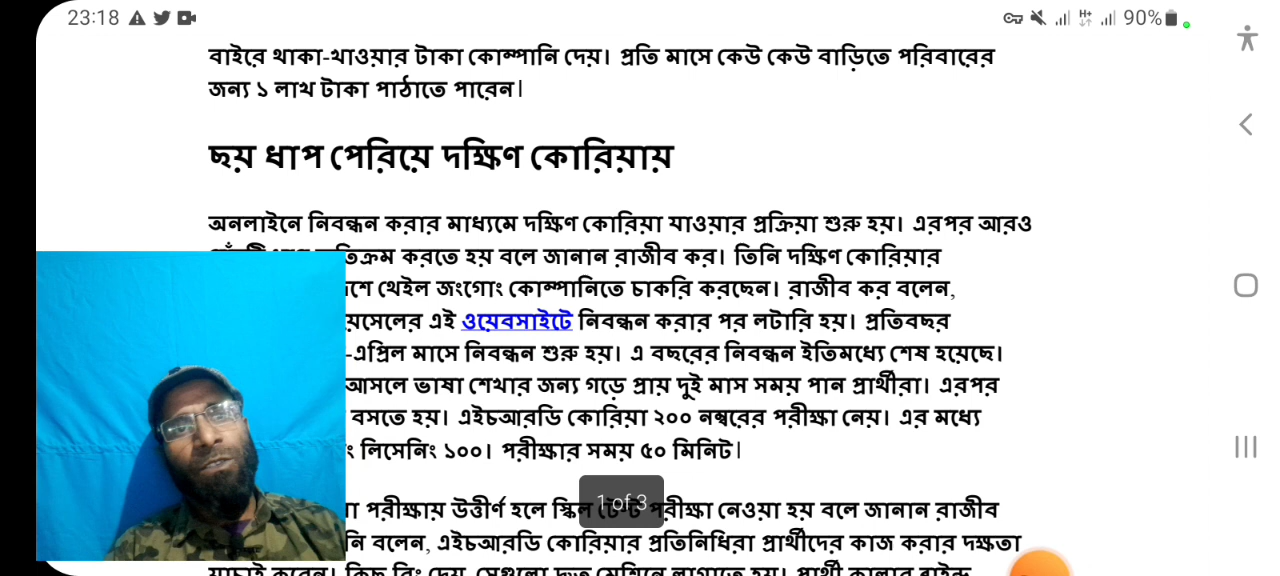 23:18
H+
90%
বাইরে থাকা-খাওয়ার টাকা কোম্পানি দেয়। প্রতি মাসে কেউ কেউ বাড়িতে পরিবারের
জন্য ১ লাখ টাকা পাঠাতে পারেন।
ছয় ধাপ পেরিয়ে দক্ষিণ কোরিয়ায়
অনলাইনে নিবন্ধন করার মাধ্যমে দক্ষিণ কোরিয়া যাওয়ার প্রক্রিয়া শুরু হয়। এরপর আরও
করতে হয় বলে জানান রাজীব কর। তিনি দক্ষিণ কোরিয়ার
থেইল জংগোং কোম্পানিতে চাকরি করছেন। রাজীব কর বলেন,
এই ওয়েবসাইটে নিবন্ধন করার পর লটারি হয়। প্রতিবছর
-এপ্রিল মাসে নিবন্ধন শুরু হয়। এ বছরের নিবন্ধন ইতিমধ্যে শেষ হয়েছে।
আসলে ভাষা শেখার জন্য গড়ে প্রায় দুই মাস সময় পান প্রার্থীরা। এরপর
বসতে হয়। এইচআরডি কোরিয়া ২০০ নম্বরের পরীক্ষা নেয়। এর মধ্যে
লিসেনিং ১০০। পরীক্ষার সময় ৫০ মিনিট।
পরীক্ষায় উত্তীর্ণ হলে স্কিল টেস্ট পরীক্ষা নেওয়া হয় বলে জানান রাজীব
1 of 3
বলেন, এইচআরডি কোরিয়ার প্রতিনিধিরা প্রার্থীদের কাজ করার দক্ষতা